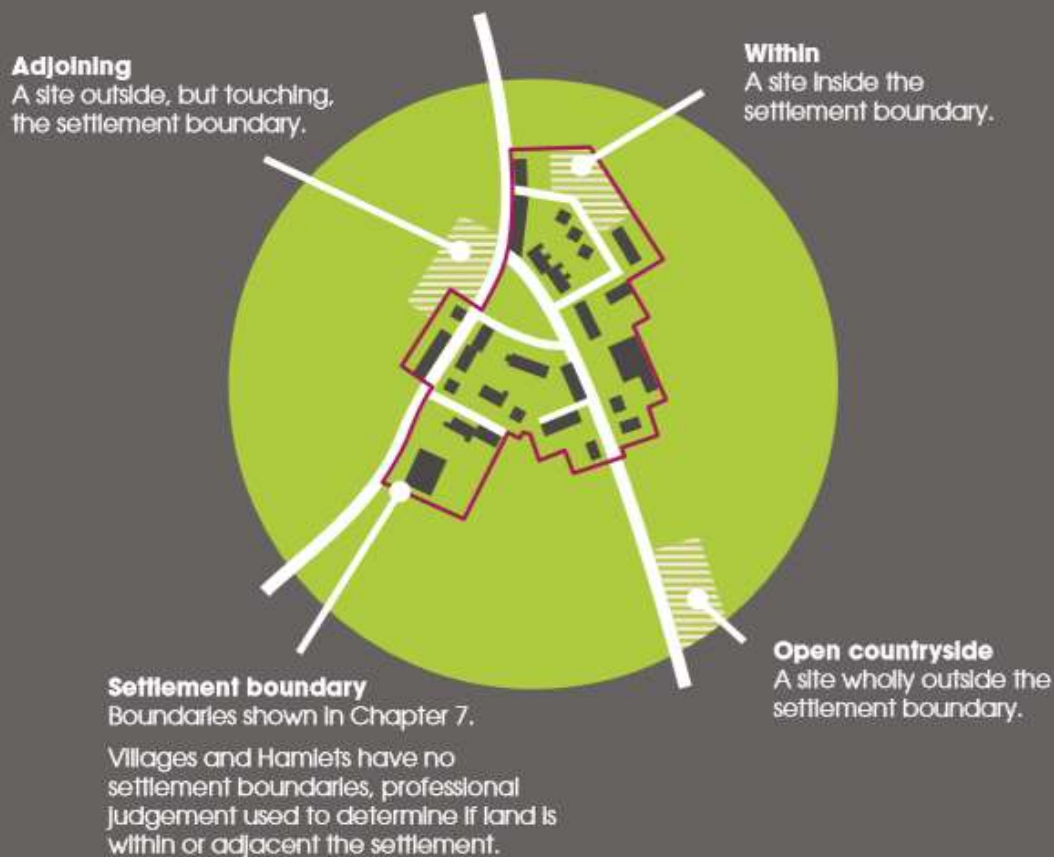 Adjoining
A site outside, but touching,
the settlement boundary.
Within
A site inside the
settlement boundary.
Settlement boundary
Boundaries shown in Chapter 7.
Villages and Hamlets have no
settlement boundaries, professional
judgement used to determine if land is
within or adjacent the settlement.
Open countryside
A site wholly outside the
settlement boundary.